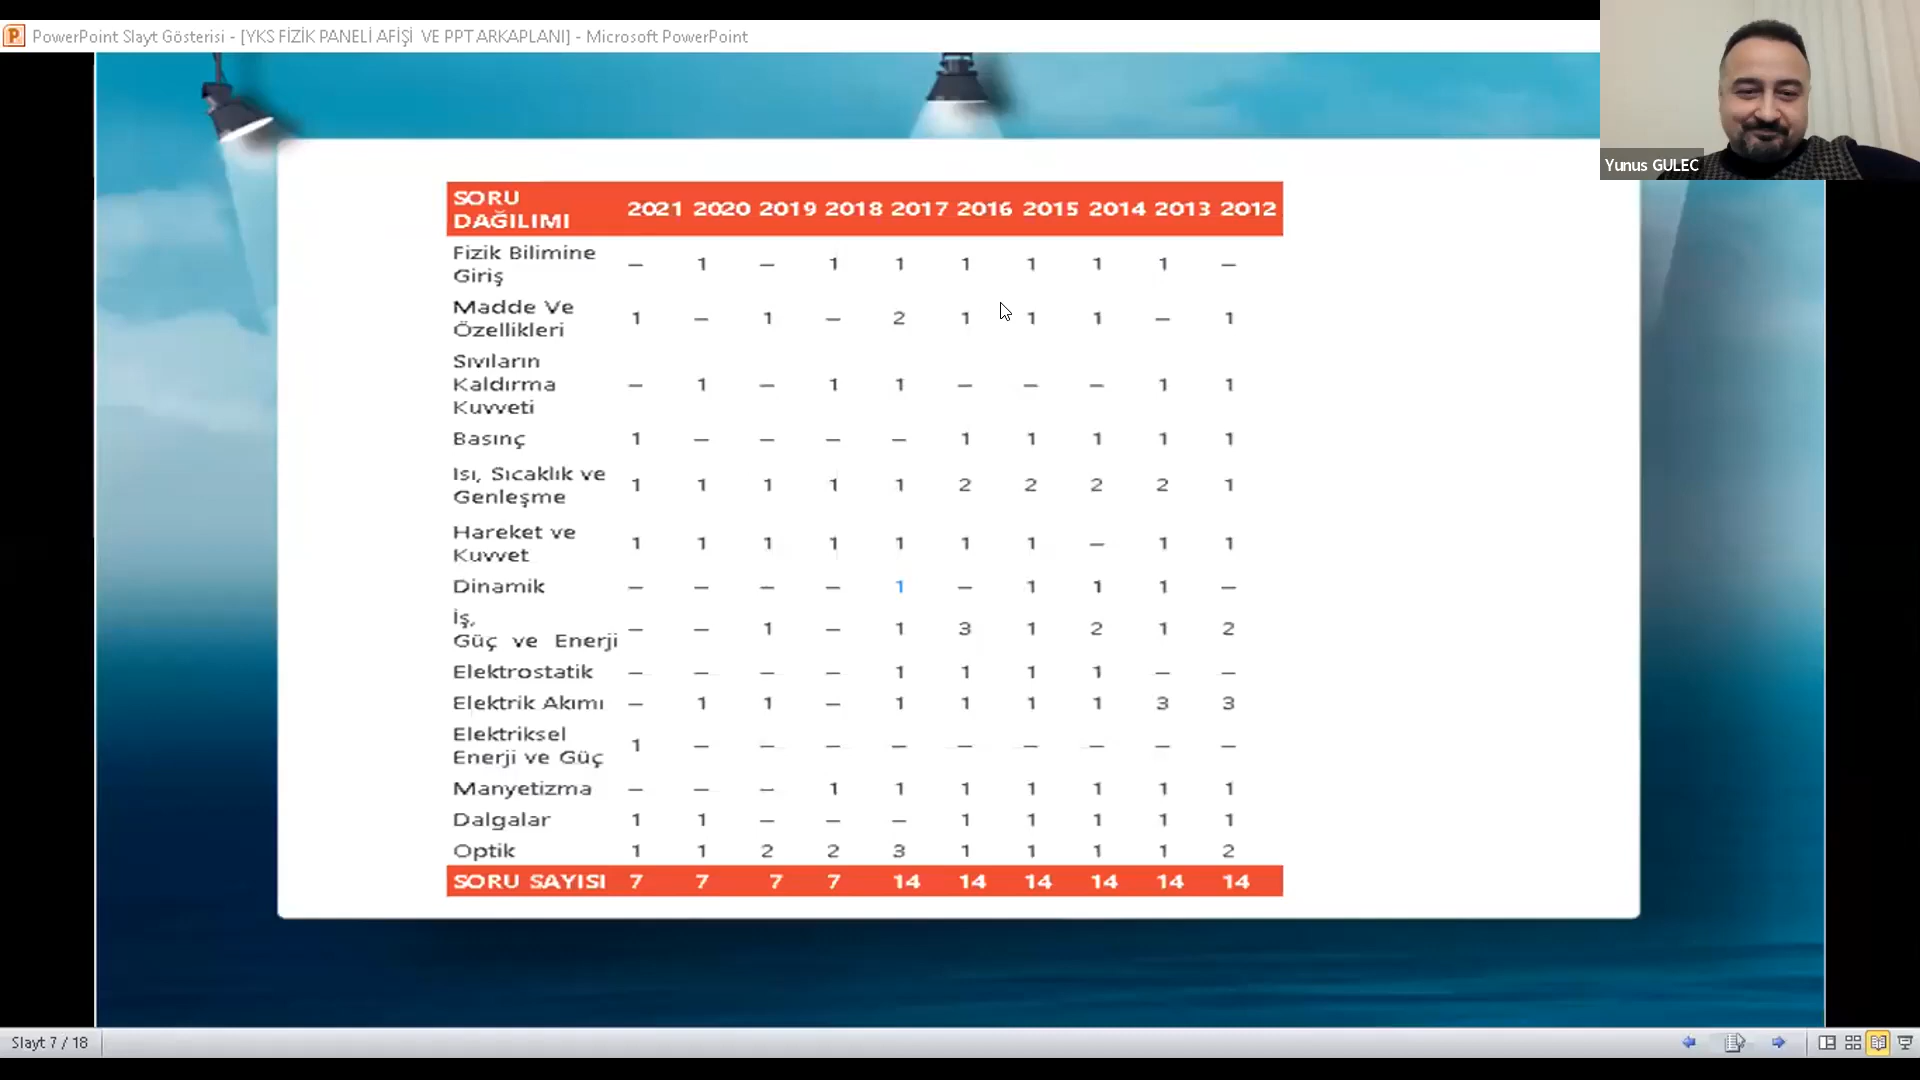 PowerPoint Slayt Gösterisi - [YKS FİZİK PANELİ AFİŞİ VE PPT ARKAPLANI] - Microsoft PowerPoint
Yunus GULEC
SORU
DAĞILIMI 2021 2020 2019 2018 2017 2016 2015 2014 2013 2012
Fizik Bilimine
Giriş – 1 – 1 1 1 1 1 1 –
Madde Ve
Özellikleri 1 – 1 – 2 1 1 1 – 1
Sıvıların
Kaldırma – 1 – 1 1 – – – 1 1
Kuvveti
Basınç 1 – – – – 1 1 1 1 1
Isı, Sıcaklık ve
Genleşme 1 1 1 1 1 2 2 2 2 1
Hareket ve
Kuvvet 1 1 1 1 1 1 1 – 1 1
Dinamik – – – – 1 – 1 1 1 –
İş,
Güç ve Enerji – – 1 – 1 3 1 2 1 2
Elektrostatik – – – – 1 1 1 1 – –
Elektrik Akımı – 1 1 – 1 1 1 1 3 3
Elektriksel
Enerji ve Güç 1 – – – – – – – – –
Manyetizma – – – 1 1 1 1 1 1 1
Dalgalar 1 1 – – – 1 1 1 1 1
Optik 1 1 2 2 3 1 1 1 1 2
SORU SAYISI 7 7 7 7 14 14 14 14 14 14
Slayt 7 / 18